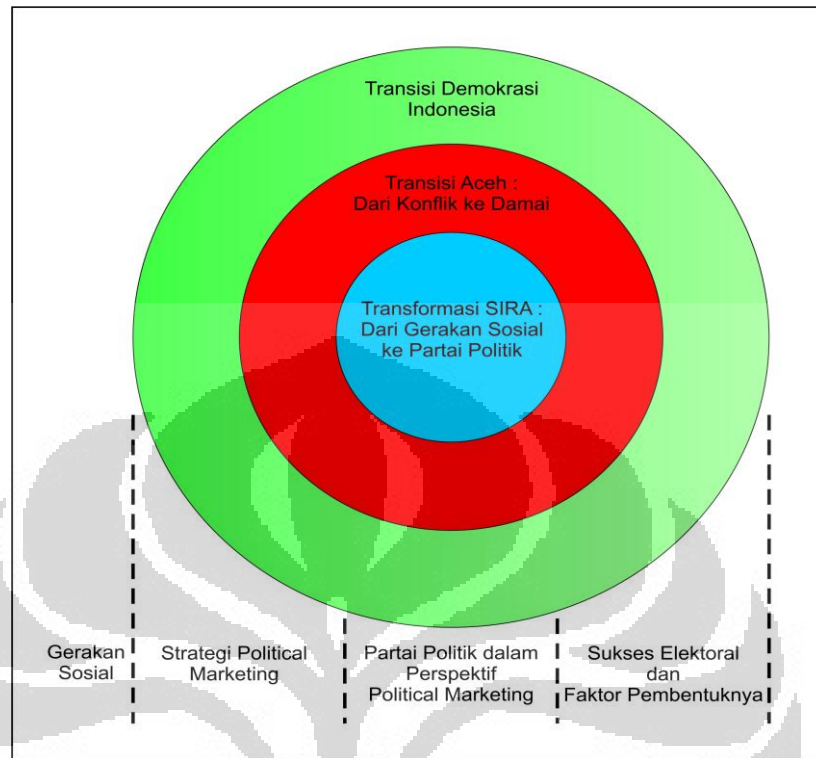 Transisi Demokrasi
Indonesia
Transisi Aceh :
Dari Konflik ke Damai
Transformasi SIRA :
Dari Gerakan Sosial
ke Partai Politik
Gerakan
Sosial
Strategi Political
Marketing
Partai Politik dalam
Perspektif
Political Marketing
Sukses Elektoral
dan
Faktor Pembentuknya